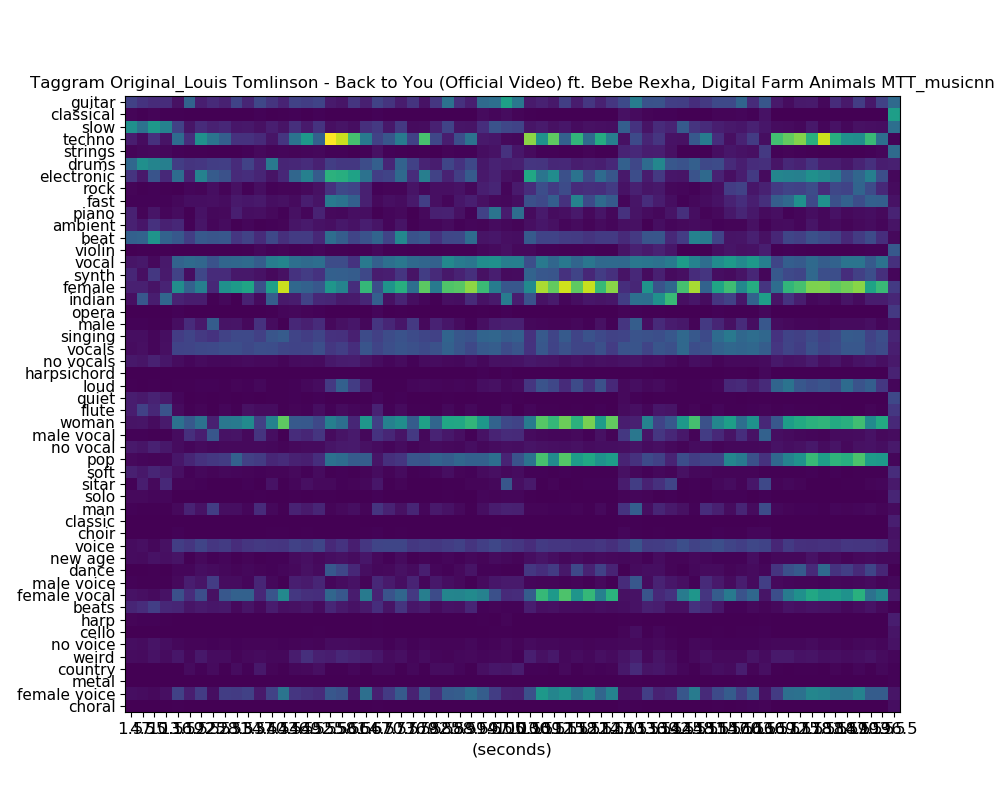 Taggram Original_Louis Tomlinson - Back to You (Official Video) ft. Bebe Rexha, Digital Farm Animals MTT_musicnn
guitar
classical
slow
techno
strings
drums
electronic
rock
fast
piano
ambient
beat
violin
vocal
synth
female
indian
opera
male
singing
vocals
no vocals
harpsichord
loud
quiet
flute
woman
male vocal
no vocal
pop
soft
sitar
solo
man
classic
choir
voice
new age
dance
male voice
female vocal
beats
harp
cello
no voice
weird
country
metal
female voice
choral
(seconds)